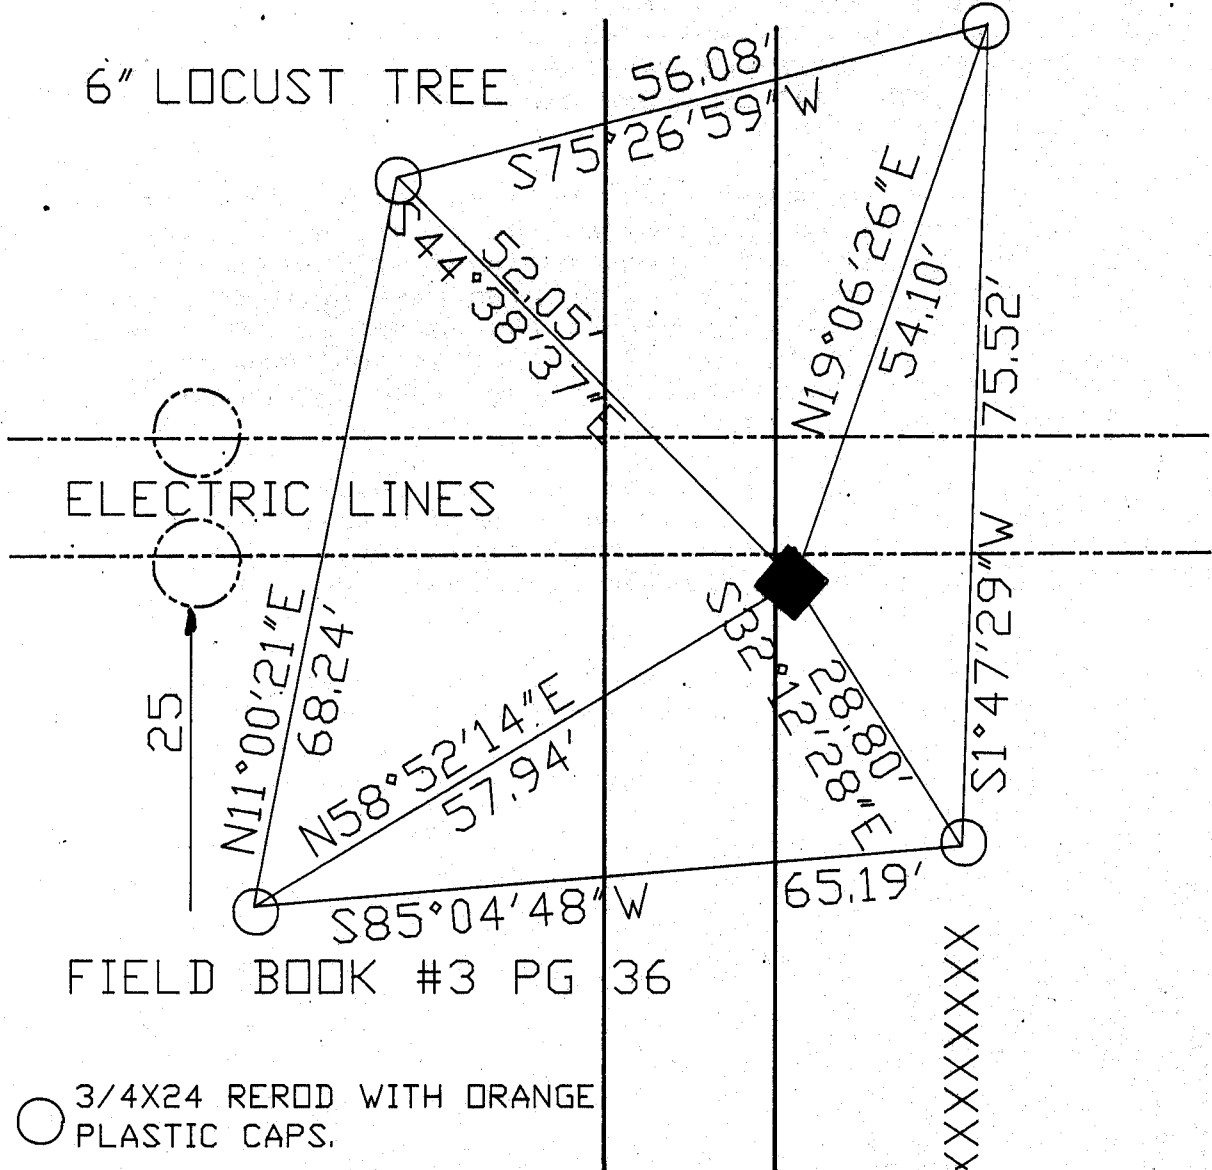 6" LOCUST TREE
56.08'
S75°26'59"W
S44°38'37"E
52.05'
N19°06'26"E
54.10'
75.52'
S1°47'29"W
ELECTRIC LINES
25
N11°00'21"E
68.24'
N58°52'14"E
57.94'
S32°12'28"E
28.80'
S85°04'48"W
65.19'
FIELD BOOK #3 PG 36
XXXXXXXX
3/4X24 REROD WITH ORANGE
PLASTIC CAPS.